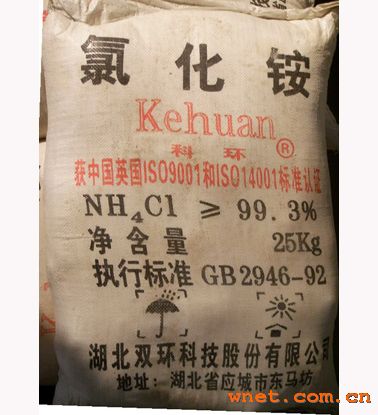 氯化铵
Kehuan®
科环
获中国英国ISO9001和ISO14001标准认证
NH₄Cl ≥ 99.3%
净含量 25Kg
执行标准 GB2946-92
湖北双环科技股份有限公司
地址：湖北省应城市东马坊
wnet.com.cn